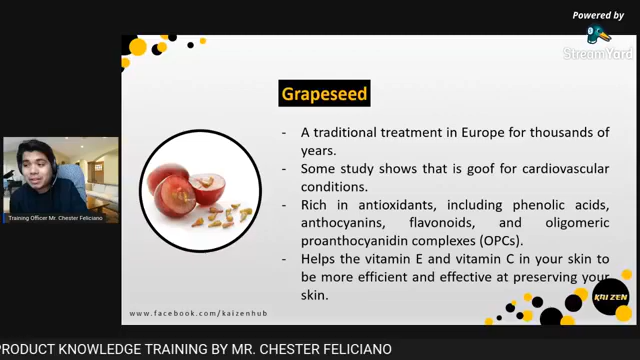 Powered by
StreamYard
Grapeseed
- A traditional treatment in Europe for thousands of
years.
- Some study shows that is goof for cardiovascular
conditions.
- Rich in antioxidants, including phenolic acids,
anthocyanins, flavonoids, and oligomeric
proanthocyanidin complexes (OPCs).
- Helps the vitamin E and vitamin C in your skin to
be more efficient and effective at preserving your
skin.
Training Officer Mr. Chester Feliciano
KAIZEN
www.facebook.com/kaizenhub
PRODUCT KNOWLEDGE TRAINING BY MR. CHESTER FELICIANO